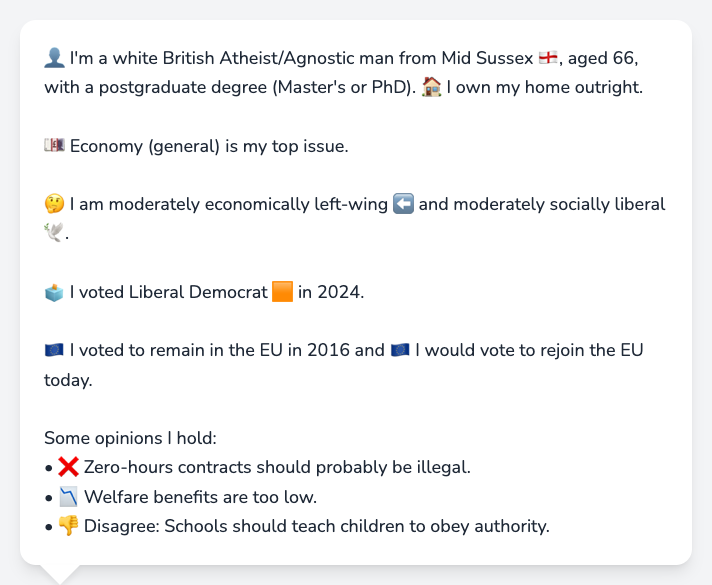 👤 I'm a white British Atheist/Agnostic man from Mid Sussex 🏴󠁧󠁢󠁥󠁮󠁧󠁿, aged 66,
with a postgraduate degree (Master's or PhD). 🏠 I own my home outright.
💷 Economy (general) is my top issue.
🤔 I am moderately economically left-wing ⬅️ and moderately socially liberal
🕊️.
🗳️ I voted Liberal Democrat 🟧 in 2024.
🇪🇺 I voted to remain in the EU in 2016 and 🇪🇺 I would vote to rejoin the EU
today.
Some opinions I hold:
• ❌ Zero-hours contracts should probably be illegal.
• 📉 Welfare benefits are too low.
• 👎 Disagree: Schools should teach children to obey authority.